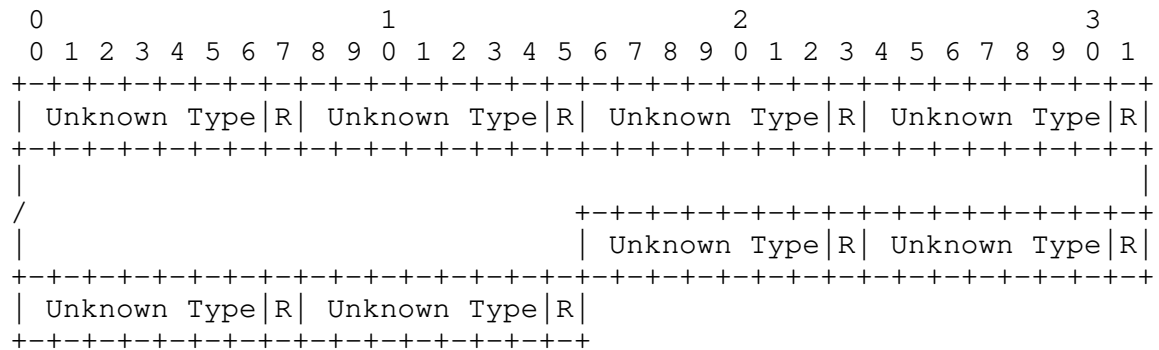 0                   1                   2                   3
 0 1 2 3 4 5 6 7 8 9 0 1 2 3 4 5 6 7 8 9 0 1 2 3 4 5 6 7 8 9 0 1
+-+-+-+-+-+-+-+-+-+-+-+-+-+-+-+-+-+-+-+-+-+-+-+-+-+-+-+-+-+-+-+-+
| Unknown Type|R| Unknown Type|R| Unknown Type|R| Unknown Type|R|
+-+-+-+-+-+-+-+-+-+-+-+-+-+-+-+-+-+-+-+-+-+-+-+-+-+-+-+-+-+-+-+-+
|                                                               |
/                               +-+-+-+-+-+-+-+-+-+-+-+-+-+-+-+-+
|                               | Unknown Type|R| Unknown Type|R|
+-+-+-+-+-+-+-+-+-+-+-+-+-+-+-+-+-+-+-+-+-+-+-+-+-+-+-+-+-+-+-+-+
| Unknown Type|R| Unknown Type|R|
+-+-+-+-+-+-+-+-+-+-+-+-+-+-+-+-+